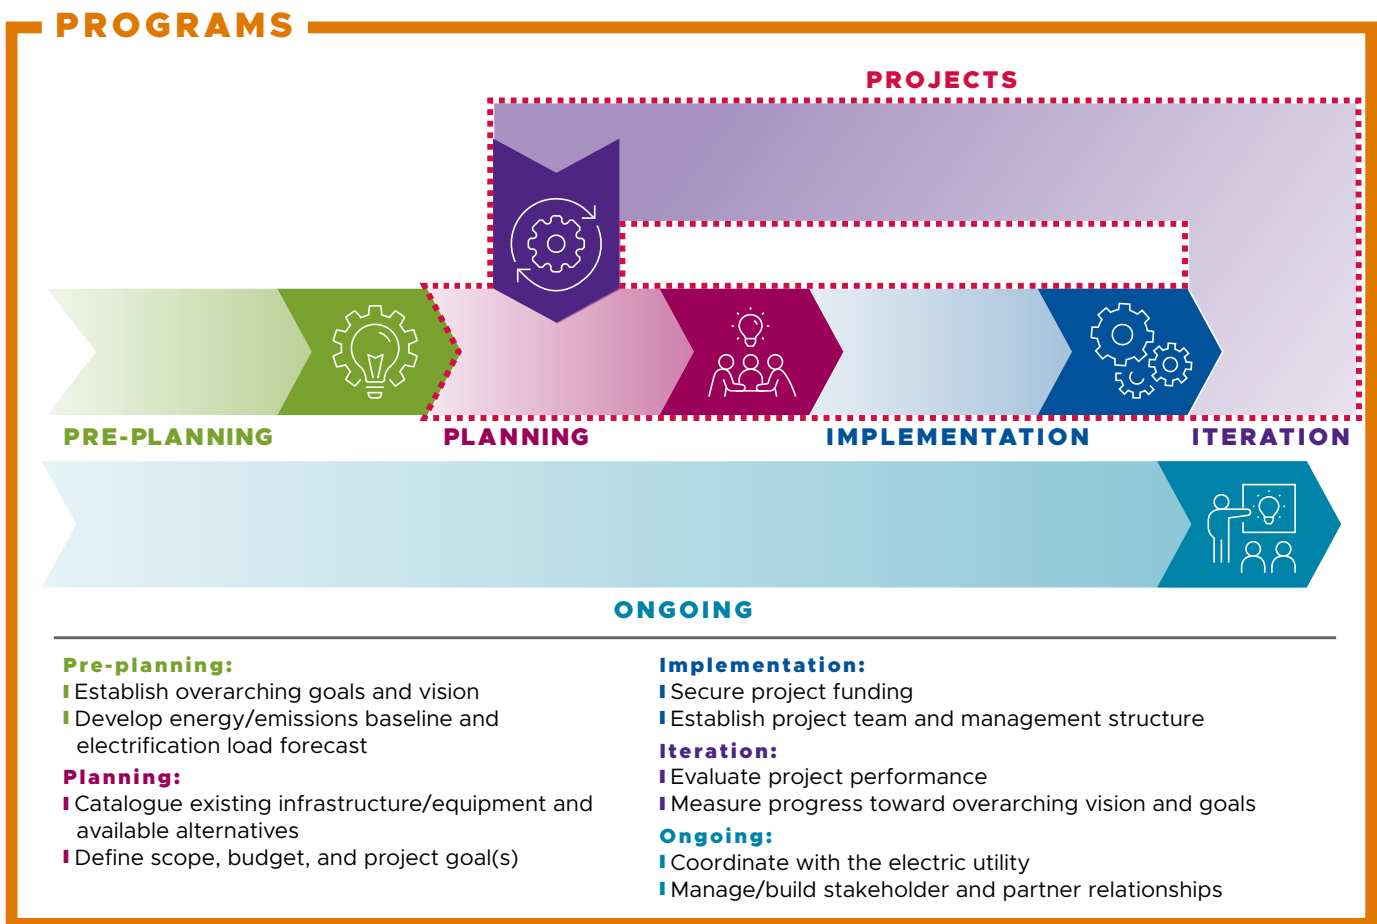 PROGRAMS
PROJECTS
PRE-PLANNING
PLANNING
IMPLEMENTATION
ITERATION
ONGOING
Pre-planning:
Establish overarching goals and vision
Develop energy/emissions baseline and
electrification load forecast
Planning:
Catalogue existing infrastructure/equipment and
available alternatives
Define scope, budget, and project goal(s)
Implementation:
Secure project funding
Establish project team and management structure
Iteration:
Evaluate project performance
Measure progress toward overarching vision and goals
Ongoing:
Coordinate with the electric utility
Manage/build stakeholder and partner relationships